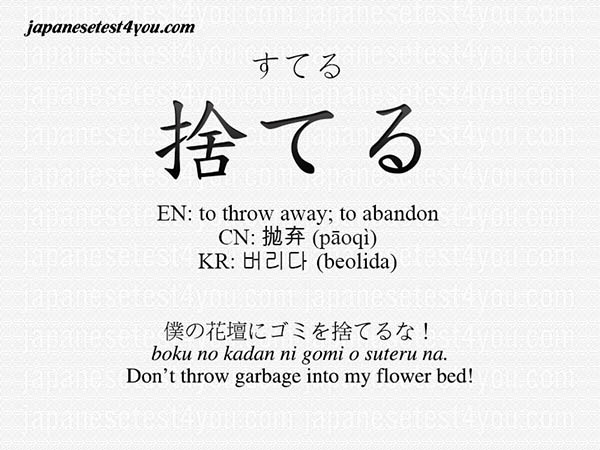 japanesetest4you.com
すてる
捨てる
EN: to throw away; to abandon
CN: 抛弃 (pāoqì)
KR: 버리다 (beolida)
僕の花壇にゴミを捨てるな！
boku no kadan ni gomi o suteru na.
Don't throw garbage into my flower bed!